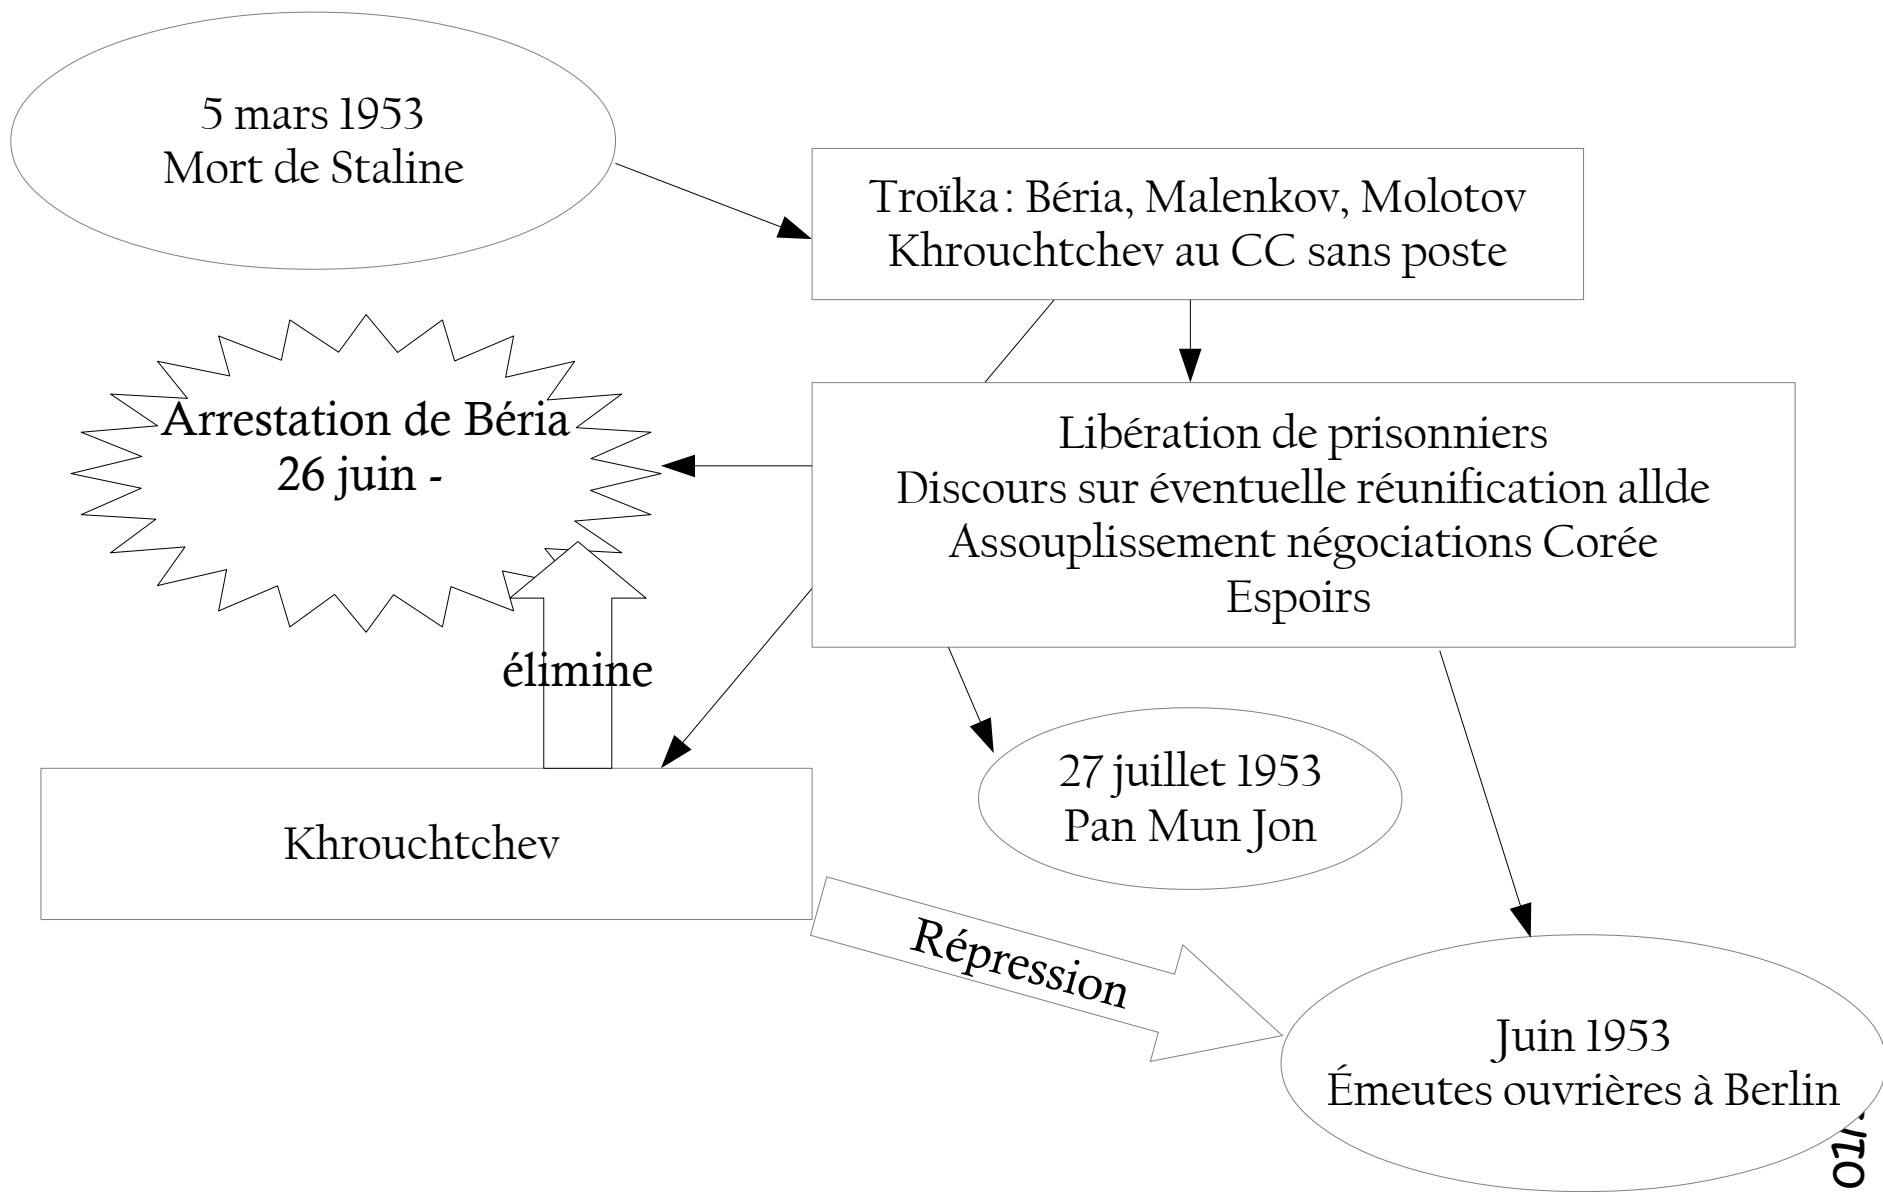 5 mars 1953
Mort de Staline
Troïka : Béria, Malenkov, Molotov
Khrouchtchev au CC sans poste
Arrestation de Béria
26 juin -
Libération de prisonniers
Discours sur éventuelle réunification allde
Assouplissement négociations Corée
Espoirs
élimine
27 juillet 1953
Pan Mun Jon
Khrouchtchev
Répression
Juin 1953
Émeutes ouvrières à Berlin